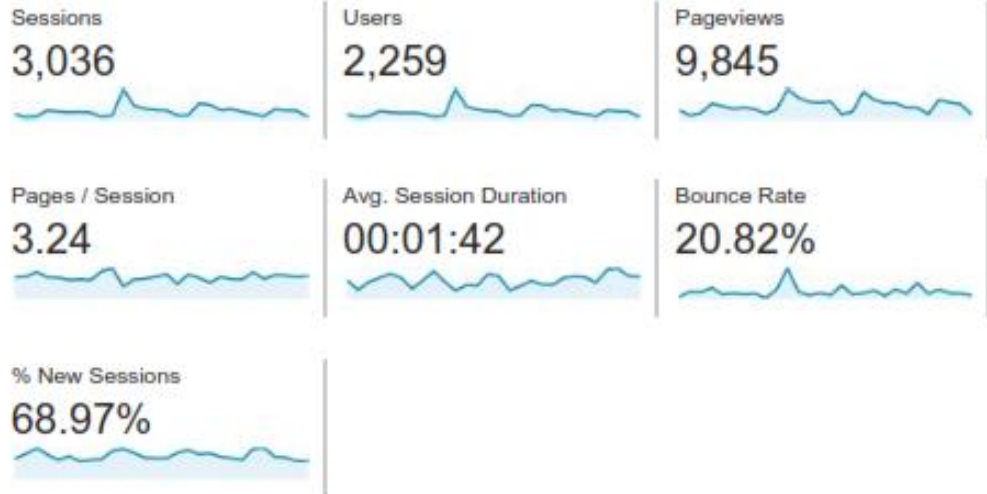 Sessions
3,036
Users
2,259
Pageviews
9,845
Pages / Session
3.24
Avg. Session Duration
00:01:42
Bounce Rate
20.82%
% New Sessions
68.97%